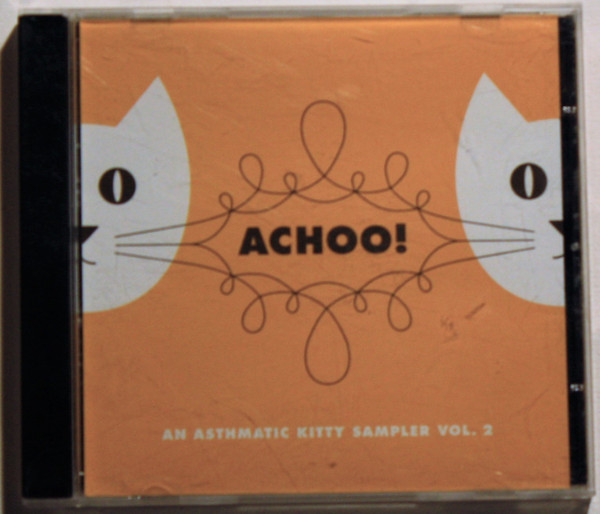 ACHOO!
AN ASTHMATIC KITTY SAMPLER VOL. 2